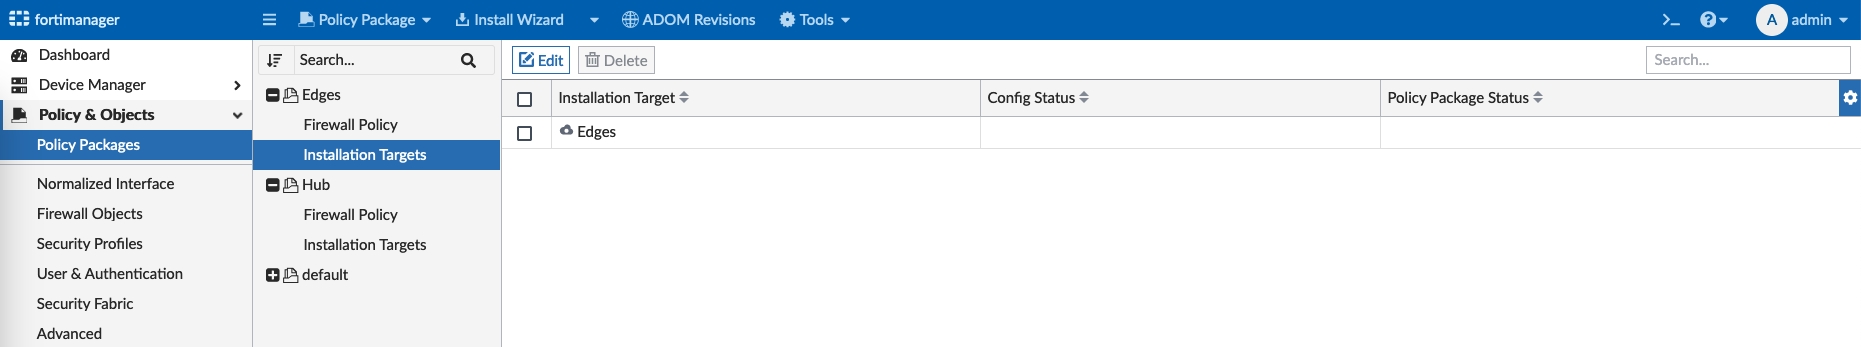 fortimanager
Policy Package
Install Wizard
ADOM Revisions
Tools
A admin
Dashboard
Device Manager
Policy & Objects
Policy Packages
Normalized Interface
Firewall Objects
Security Profiles
User & Authentication
Security Fabric
Advanced
Search...
Edges
Firewall Policy
Installation Targets
Hub
Firewall Policy
Installation Targets
default
Edit
Delete
Search...
Installation Target
Config Status
Policy Package Status
Edges